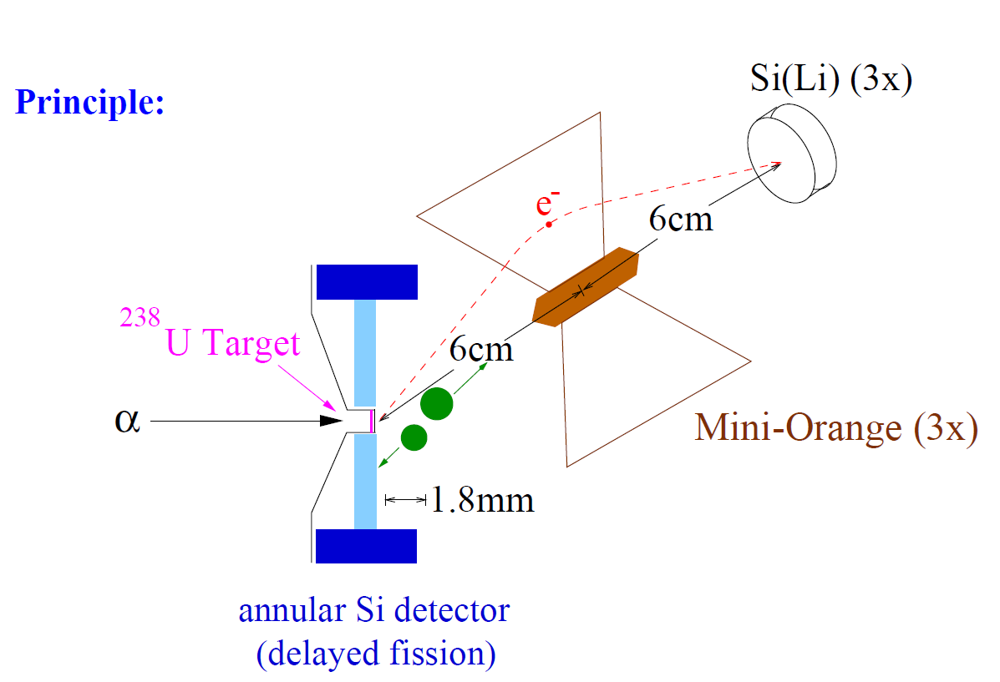 Principle:
Si(Li) (3x)
e-
6cm
238
U Target
6cm
α
Mini-Orange (3x)
1.8mm
annular Si detector
(delayed fission)